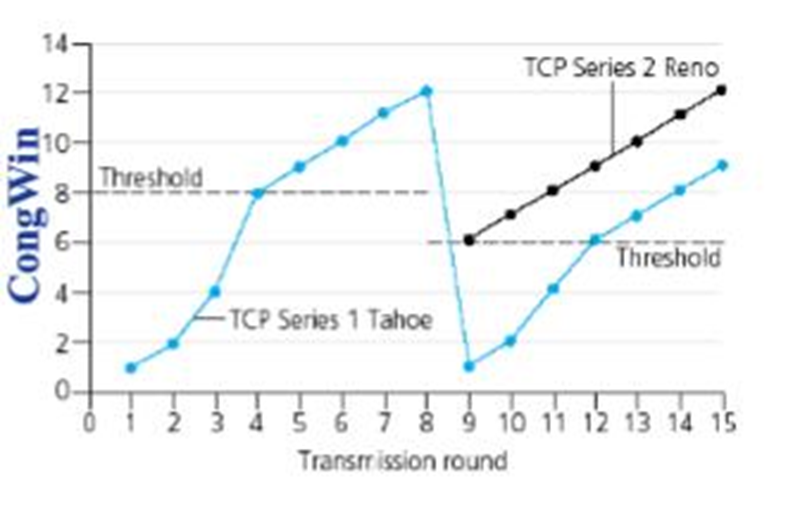 14
TCP Series 2 Reno
12
CongWin
10
Threshold
8
6
Threshold
4
TCP Series 1 Tahoe
2
0
0 1 2 3 4 5 6 7 8 9 10 11 12 13 14 15
Transmission round